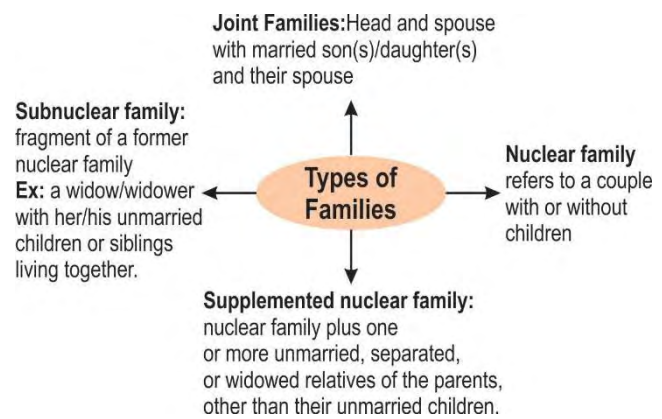 Joint Families:Head and spouse
with married son(s)/daughter(s)
and their spouse
Subnuclear family:
fragment of a former
nuclear family
Ex: a widow/widower
with her/his unmarried
children or siblings
living together.
Types of
Families
Nuclear family
refers to a couple
with or without
children
Supplemented nuclear family:
nuclear family plus one
or more unmarried, separated,
or widowed relatives of the parents,
other than their unmarried children.